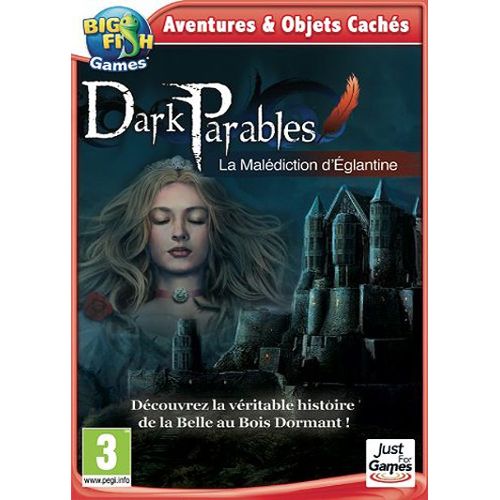 BIG
FISH
Games
Aventures & Objets Cachés
Dark Parables
La Malédiction d'Églantine
Découvrez la véritable histoire
de la Belle au Bois Dormant !
3
www.pegi.info
Just
For
Games